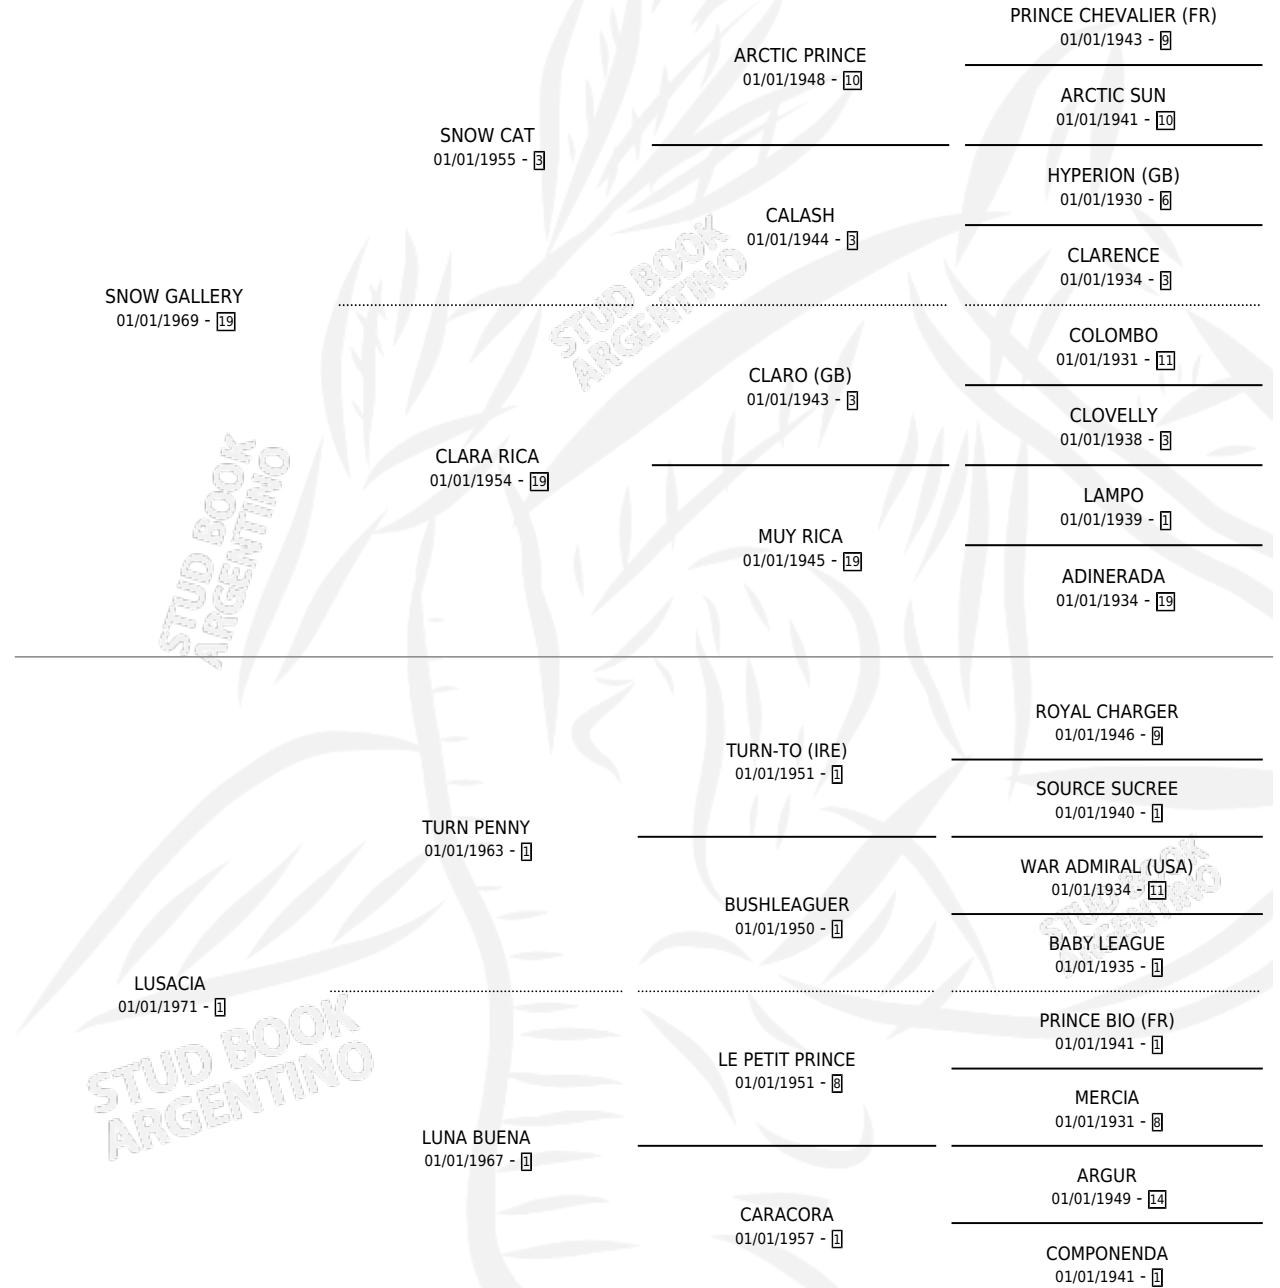 PRINCE CHEVALIER (FR)
01/01/1943 - 9
ARCTIC PRINCE
01/01/1948 - 10
ARCTIC SUN
01/01/1941 - 10
SNOW CAT
01/01/1955 - 3
HYPERION (GB)
01/01/1930 - 6
CALASH
01/01/1944 - 3
CLARENCE
01/01/1934 - 3
SNOW GALLERY
01/01/1969 - 19
COLOMBO
01/01/1931 - 11
CLARO (GB)
01/01/1943 - 3
CLOVELLY
01/01/1938 - 3
CLARA RICA
01/01/1954 - 19
LAMPO
01/01/1939 - 1
MUY RICA
01/01/1945 - 19
ADINERADA
01/01/1934 - 19
ROYAL CHARGER
01/01/1946 - 9
TURN-TO (IRE)
01/01/1951 - 1
SOURCE SUCREE
01/01/1940 - 1
TURN PENNY
01/01/1963 - 1
WAR ADMIRAL (USA)
01/01/1934 - 11
BUSHLEAGUER
01/01/1950 - 1
BABY LEAGUE
01/01/1935 - 1
LUSACIA
01/01/1971 - 1
PRINCE BIO (FR)
01/01/1941 - 1
LE PETIT PRINCE
01/01/1951 - 8
MERCIA
01/01/1931 - 8
LUNA BUENA
01/01/1967 - 1
ARGUR
01/01/1949 - 14
CARACORA
01/01/1957 - 1
COMPONENDA
01/01/1941 - 1
STUD BOOK
ARGENTINO
STUD BOOK
ARGENTINO
STUD BOOK
ARGENTINO
STUD BOOK
ARGENTINO